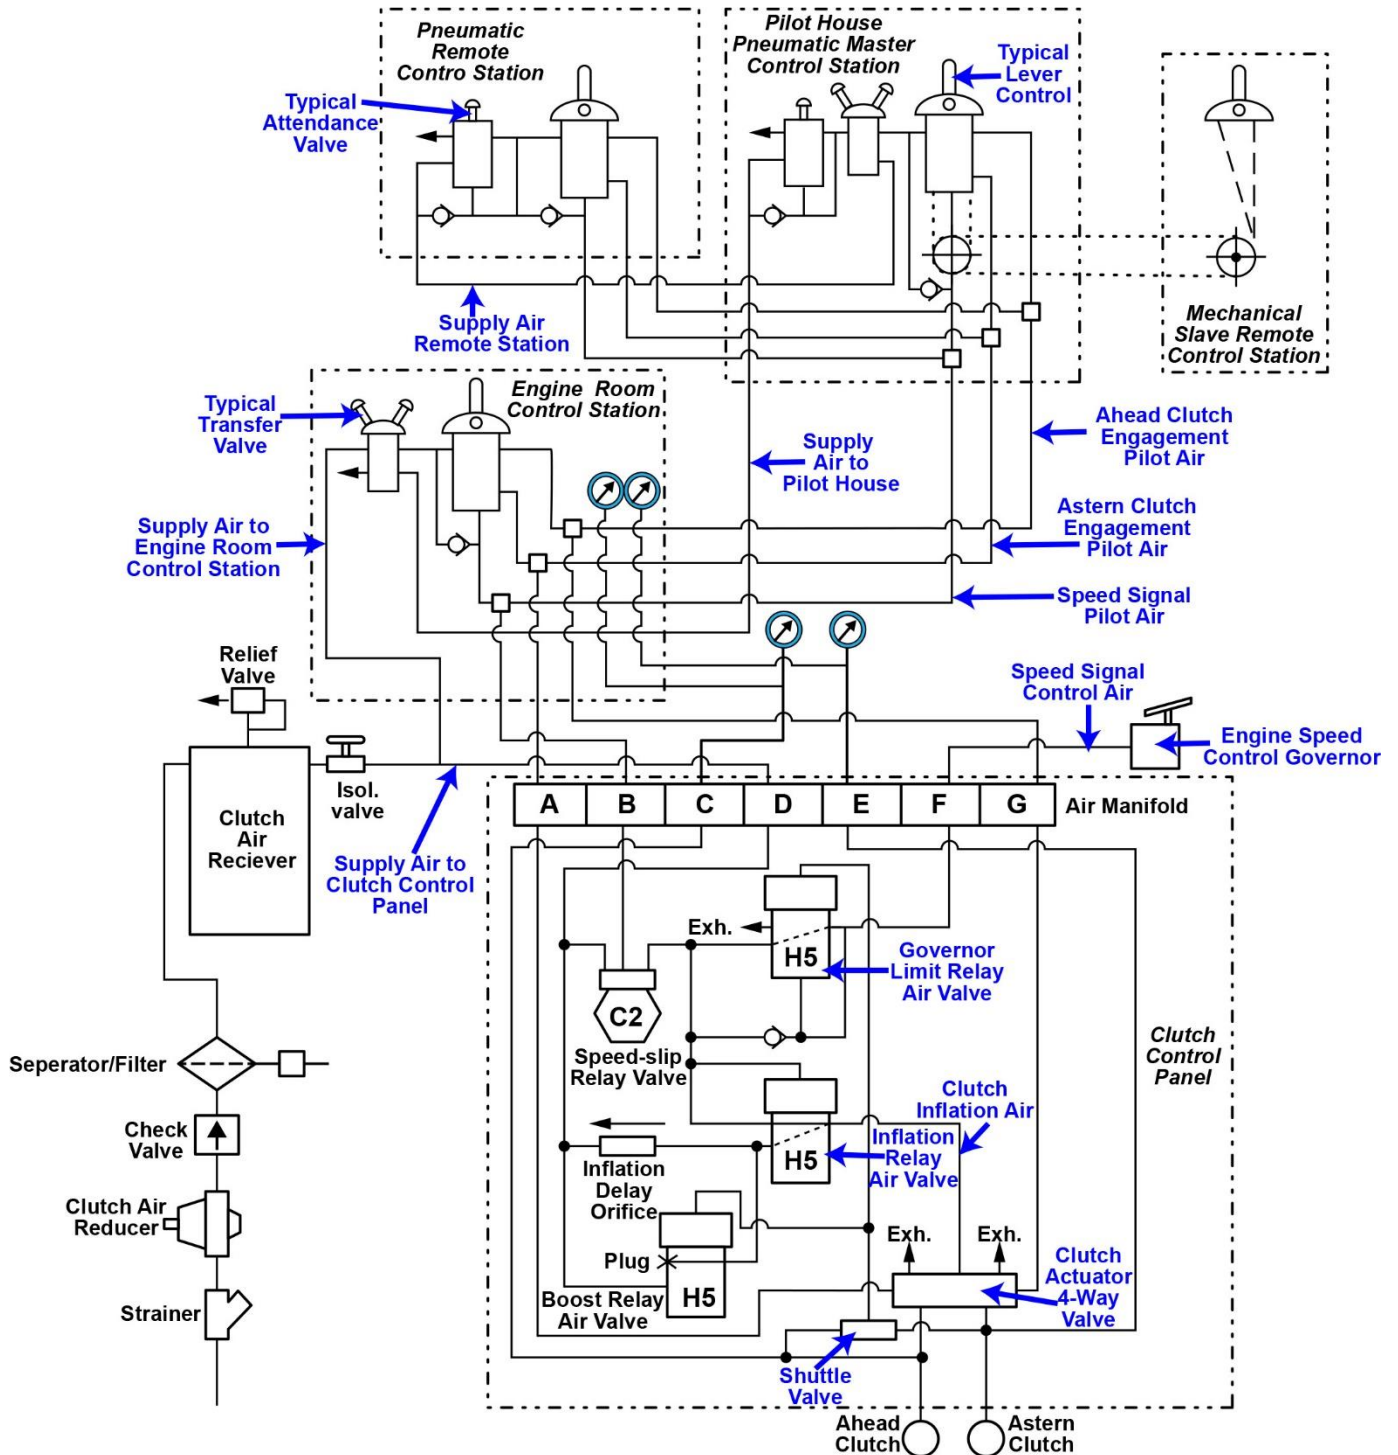 Pneumatic
Remote
Contro Station
Pilot House
Pneumatic Master
Control Station
Typical
Lever
Control
Typical
Attendance
Valve
Supply Air
Remote Station
Mechanical
Slave Remote
Control Station
Engine Room
Control Station
Typical
Transfer
Valve
Supply
Air to
Pilot House
Ahead Clutch
Engagement
Pilot Air
Supply Air to
Engine Room
Control Station
Astern Clutch
Engagement
Pilot Air
Speed Signal
Pilot Air
Relief
Valve
Speed Signal
Control Air
Engine Speed
Control Governor
Isol.
valve
Clutch
Air
Reciever
A B C D E F G
Air Manifold
Supply Air to
Clutch Control
Panel
Exh.
H5
Governor
Limit Relay
Air Valve
C2
Speed-slip
Relay Valve
Clutch
Control
Panel
Seperator/Filter
Clutch
Inflation Air
Check
Valve
Inflation
Delay
Orifice
H5
Inflation
Relay
Air Valve
Clutch Air
Reducer
Plug
H5
Boost Relay
Air Valve
Exh.
Exh.
Clutch
Actuator
4-Way
Valve
Strainer
Shuttle
Valve
Ahead
Clutch
Astern
Clutch